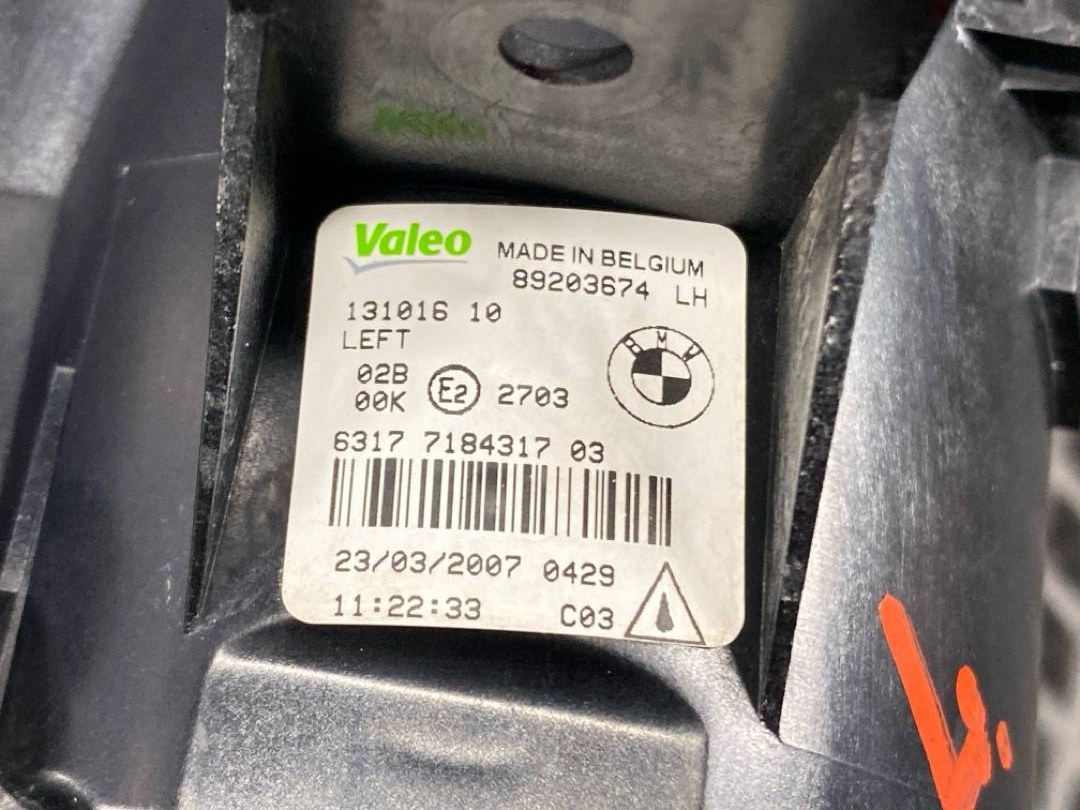 Valeo
MADE IN BELGIUM
89203674 LH
131016 10
LEFT
02B
00K
E2
2703
BMW
6317 7184317 03
23/03/2007 0429
11:22:33
C03